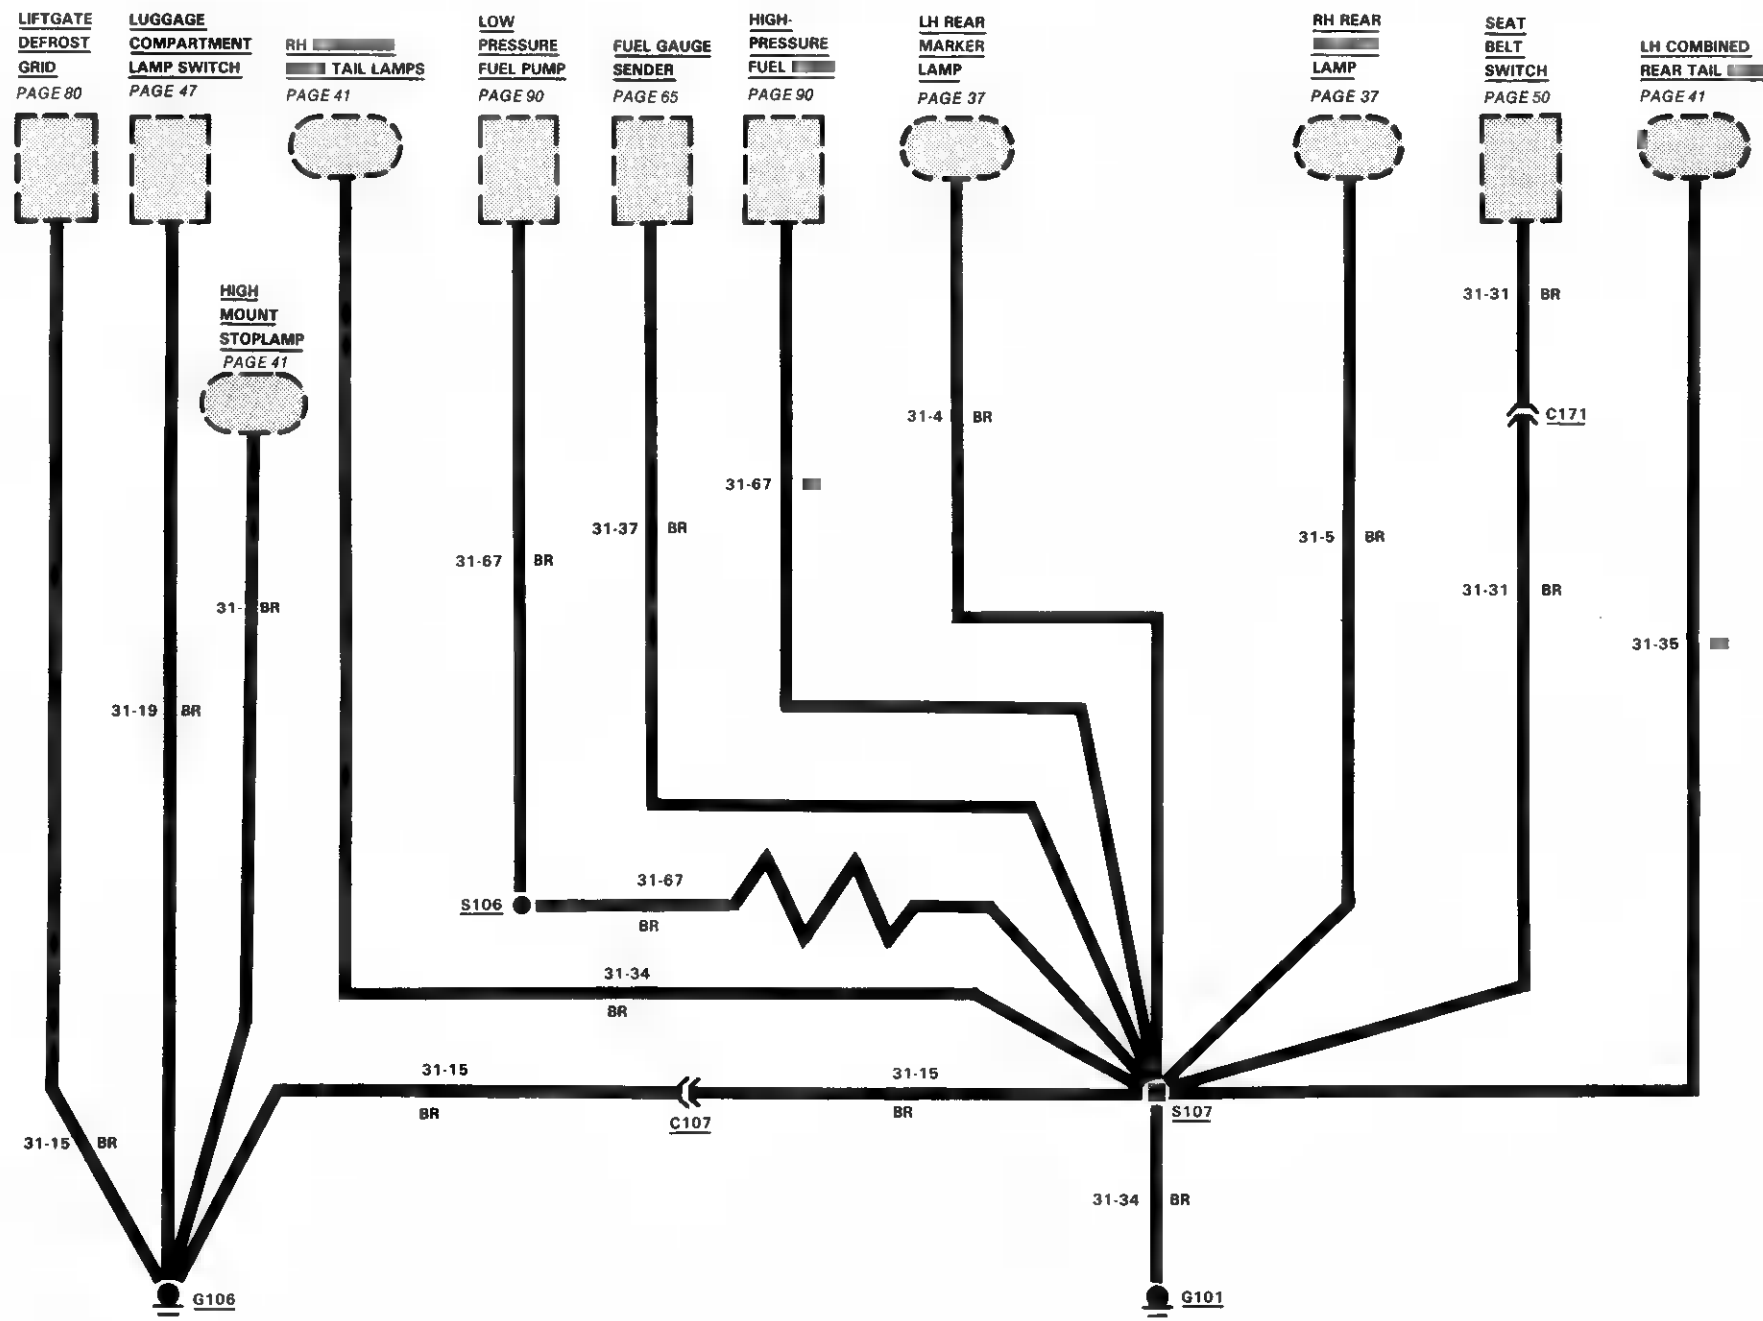 LIFTGATE
DEFROST
GRID
PAGE 80
LUGGAGE
COMPARTMENT
LAMP SWITCH
PAGE 47
RH
TAIL LAMPS
PAGE 41
LOW
PRESSURE
FUEL PUMP
PAGE 90
FUEL GAUGE
SENDER
PAGE 65
HIGH-
PRESSURE
FUEL
PAGE 90
LH REAR
MARKER
LAMP
PAGE 37
RH REAR
LAMP
PAGE 37
SEAT
BELT
SWITCH
PAGE 50
LH COMBINED
REAR TAIL
PAGE 41
HIGH
MOUNT
STOPLAMP
PAGE 41
31-31 BR
C171
31-4 BR
31-67
31-37 BR
31-5 BR
31-67 BR
31-31 BR
31- BR
31-35
31-19 BR
31-67
S106
BR
31-34
BR
31-15
BR
31-15
BR
C107
S107
31-15 BR
31-34 BR
G106
G101